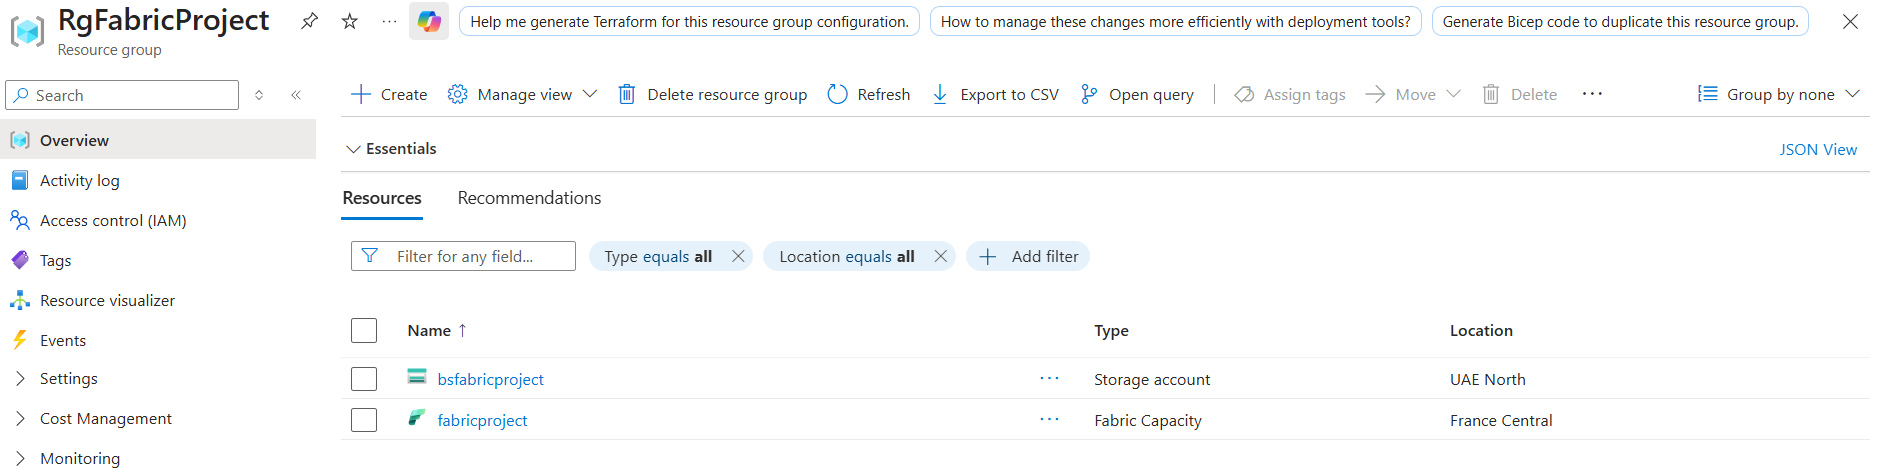 RgFabricProject
Resource group
Help me generate Terraform for this resource group configuration.
How to manage these changes more efficiently with deployment tools?
Generate Bicep code to duplicate this resource group.
Search
Overview
Activity log
Access control (IAM)
Tags
Resource visualizer
Events
Settings
Cost Management
Monitoring
Create
Manage view
Delete resource group
Refresh
Export to CSV
Open query
Assign tags
Move
Delete
Group by none
Essentials
JSON View
Resources
Recommendations
Filter for any field...
Type equals all
Location equals all
Add filter
Name ↑ Type Location
bsfabricproject Storage account UAE North
fabricproject Fabric Capacity France Central